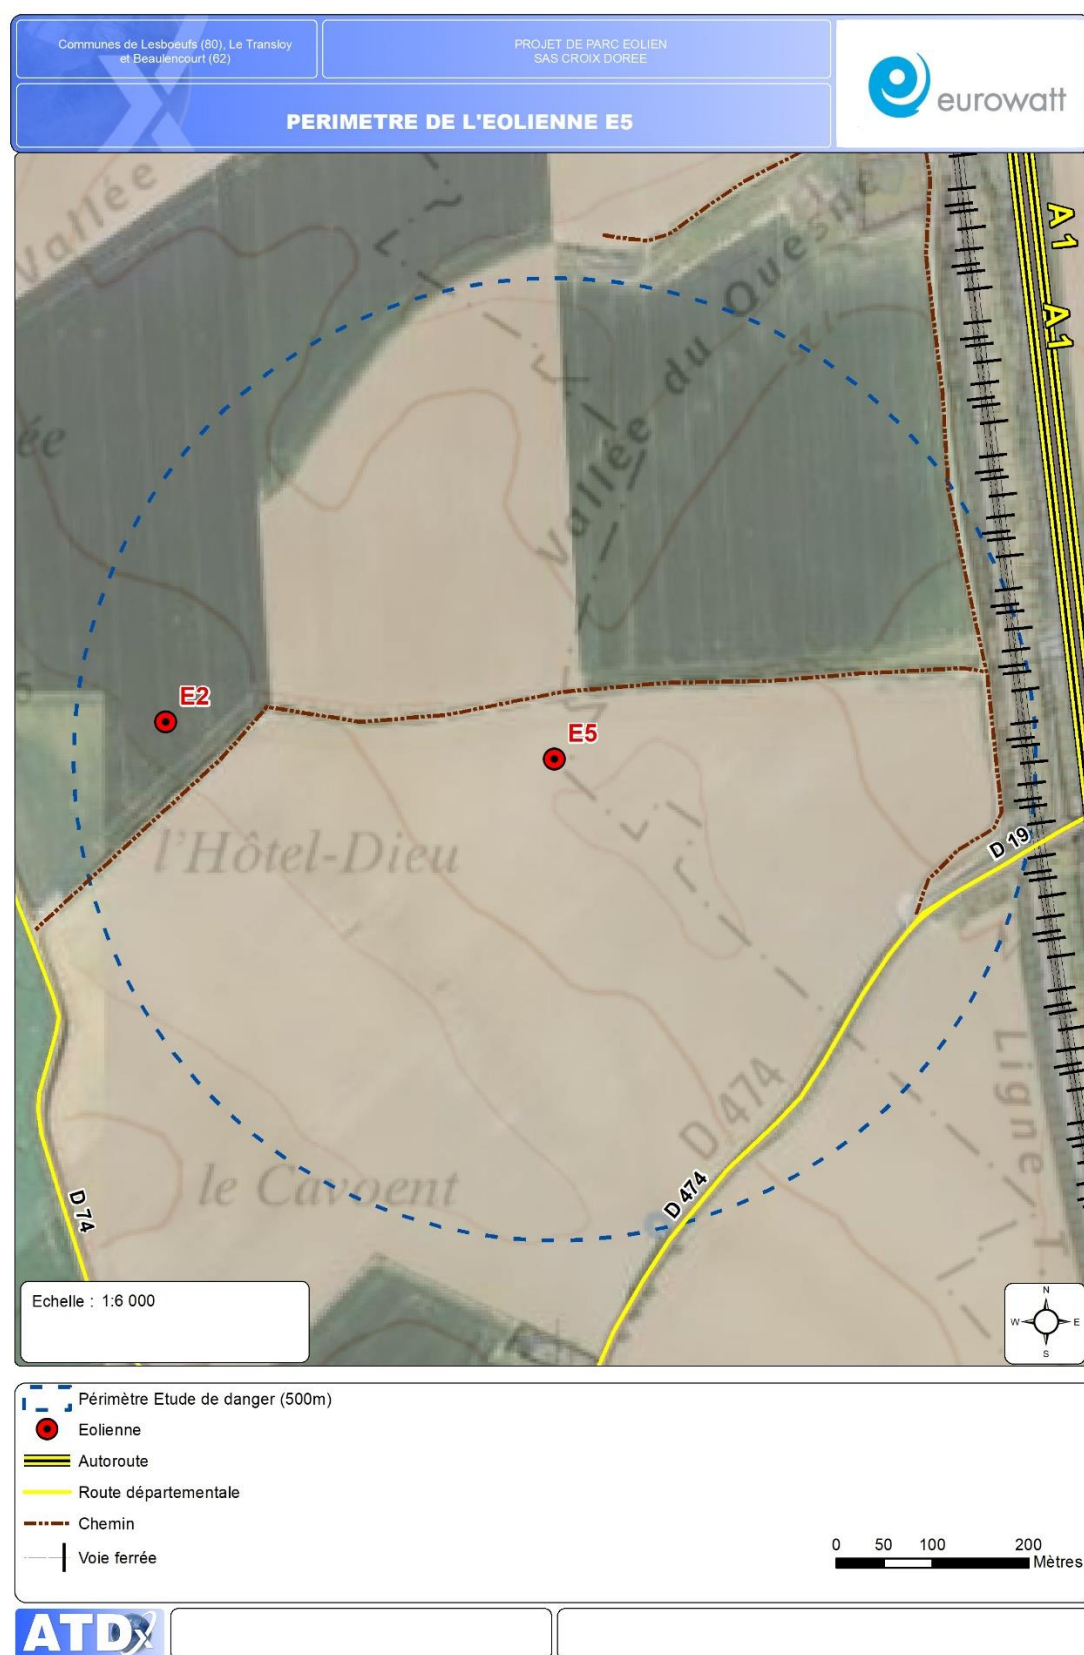 Communes de Lesboeufs (80), Le Transloy
et Beaulencourt (62)
PROJET DE PARC EOLIEN
SAS CROIX DOREE
PERIMETRE DE L'EOLIENNE E5
eurowatt
Vallée
A 1
A 1
Vallée du Quesne
125
ée
E2
E5
l'Hôtel-Dieu
D 19
D 474
Ligne T.
le Cavoent
D 474
D 74
Echelle : 1:6 000
N
W
E
S
Périmètre Etude de danger (500m)
Eolienne
Autoroute
Route départementale
Chemin
Voie ferrée
0 50 100 200
Mètres
ATDx